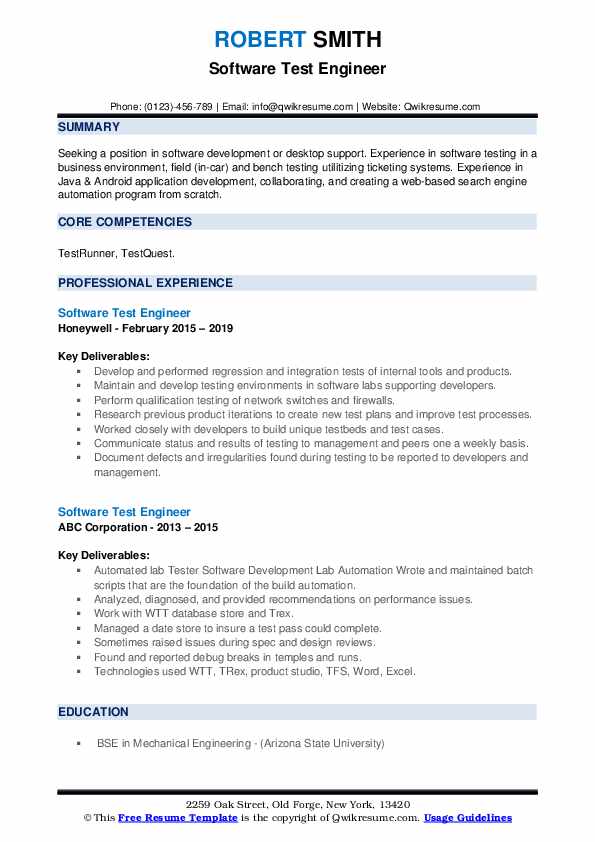 ROBERT SMITH
Software Test Engineer
Phone: (0123)-456-789 | Email: info@qwikresume.com | Website: Qwikresume.com
SUMMARY
Seeking a position in software development or desktop support. Experience in software testing in a
business environment, field (in-car) and bench testing utilitizing ticketing systems. Experience in
Java & Android application development, collaborating, and creating a web-based search engine
automation program from scratch.
CORE COMPETENCIES
TestRunner, TestQuest.
PROFESSIONAL EXPERIENCE
Software Test Engineer
Honeywell - February 2015 – 2019
Key Deliverables:
▪ Develop and performed regression and integration tests of internal tools and products.
▪ Maintain and develop testing environments in software labs supporting developers.
▪ Perform qualification testing of network switches and firewalls.
▪ Research previous product iterations to create new test plans and improve test processes.
▪ Worked closely with developers to build unique testbeds and test cases.
▪ Communicate status and results of testing to management and peers one a weekly basis.
▪ Document defects and irregularities found during testing to be reported to developers and
management.
Software Test Engineer
ABC Corporation - 2013 – 2015
Key Deliverables:
▪ Automated lab Tester Software Development Lab Automation Wrote and maintained batch
scripts that are the foundation of the build automation.
▪ Analyzed, diagnosed, and provided recommendations on performance issues.
▪ Work with WTT database store and Trex.
▪ Managed a date store to insure a test pass could complete.
▪ Sometimes raised issues during spec and design reviews.
▪ Found and reported debug breaks in temples and runs.
▪ Technologies used WTT, TRex, product studio, TFS, Word, Excel.
EDUCATION
▪ BSE in Mechanical Engineering - (Arizona State University)
2259 Oak Street, Old Forge, New York, 13420
© This Free Resume Template is the copyright of Qwikresume.com. Usage Guidelines